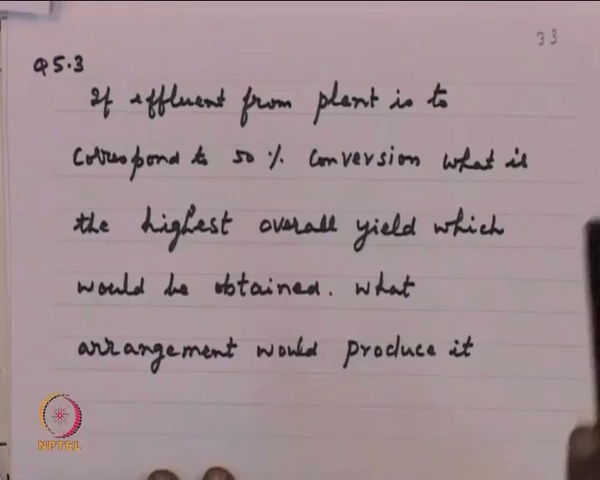 33
Q 5.3
If effluent from plant is to
correspond to 50 % conversion what is
the highest overall yield which
would be obtained. what
arrangement would produce it
NPTEL